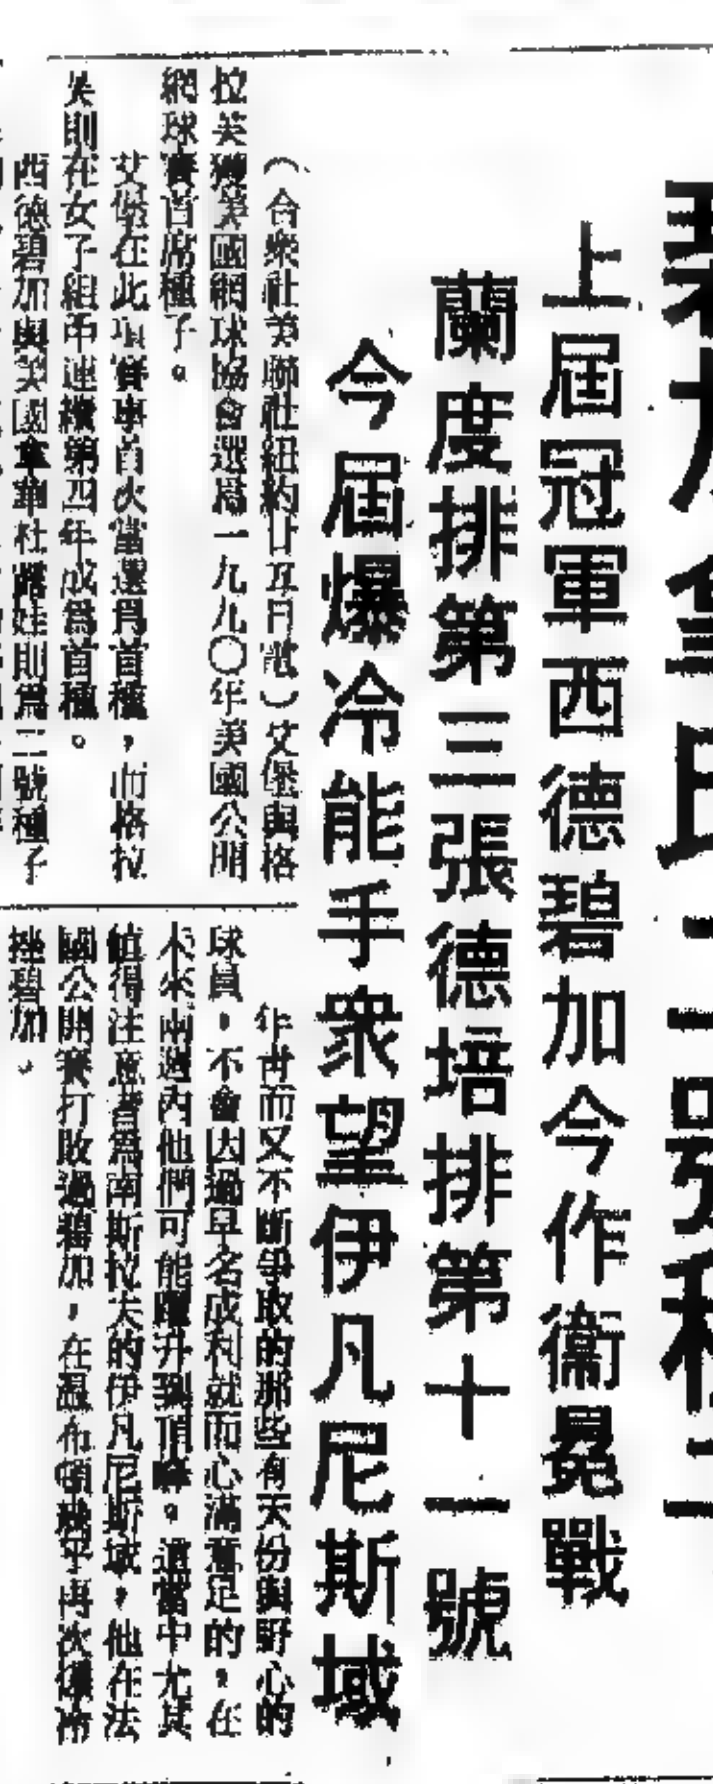 上屆冠軍西德碧加今作衞冕戰
蘭度排第三張德培排第十一號
今屆爆冷能手衆望伊凡尼斯域
（合衆社美聯社紐約廿五日電）艾堡與格
拉芙獲美國網球協會選爲一九九〇年美國公開
網球賽首席種子。
艾堡在此項賽事首次當選爲首種，而格拉
芙則在女子組中連續第四年成爲首種。
西德碧加與美國拿華杜露娃則爲二號種子
年青而又不斷爭取的那些有天份與野心的
球員，不會因過早名成利就而心滿意足的，在
未來兩週內他們可能躍升到頂峰。這當中尤其
值得注意者爲南斯拉夫的伊凡尼斯域，他在法
國公開賽打敗過碧加，在溫布頓幾乎再次爆冷
挫碧加。